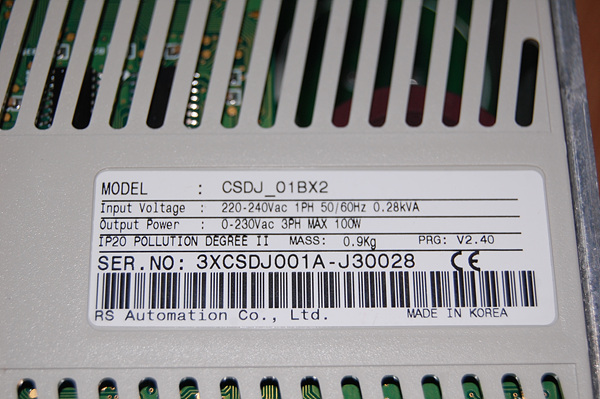 MODEL : CSDJ_01BX2
Input Voltage : 220-240Vac 1PH 50/60Hz 0.28kVA
Output Power : 0-230Vac 3PH MAX 100W
IP20 POLLUTION DEGREE II MASS: 0.9Kg PRG: V2.40
SER.NO: 3XCSDJ001A-J30028 CE
RS Automation Co., Ltd. MADE IN KOREA